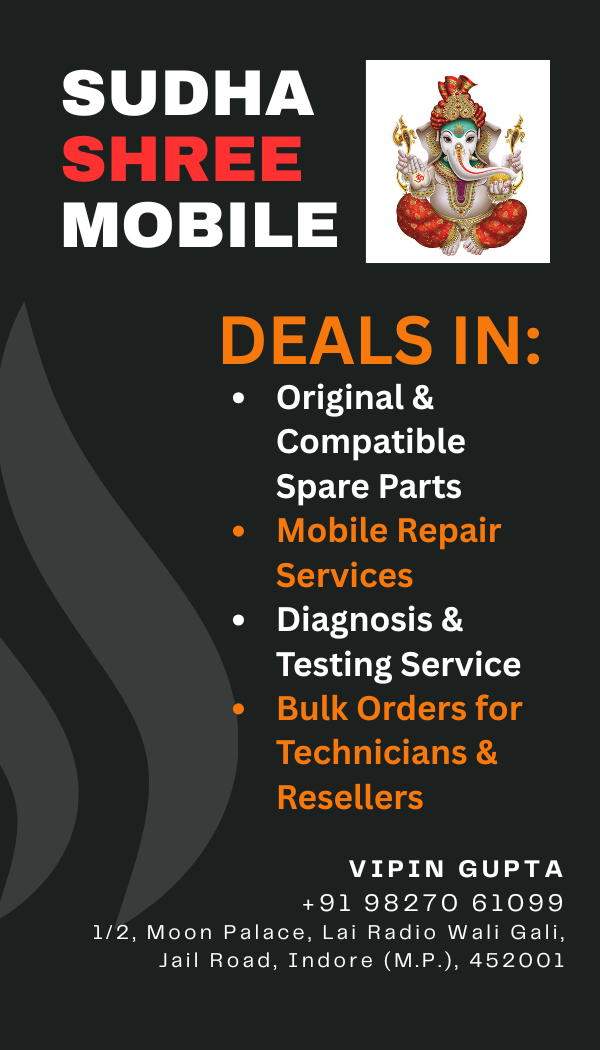 SUDHA
SHREE
MOBILE
DEALS IN:
• Original &
Compatible
Spare Parts
• Mobile Repair
Services
• Diagnosis &
Testing Service
• Bulk Orders for
Technicians &
Resellers
VIPIN GUPTA
+91 98270 61099
1/2, Moon Palace, Lai Radio Wali Gali,
Jail Road, Indore (M.P.), 452001